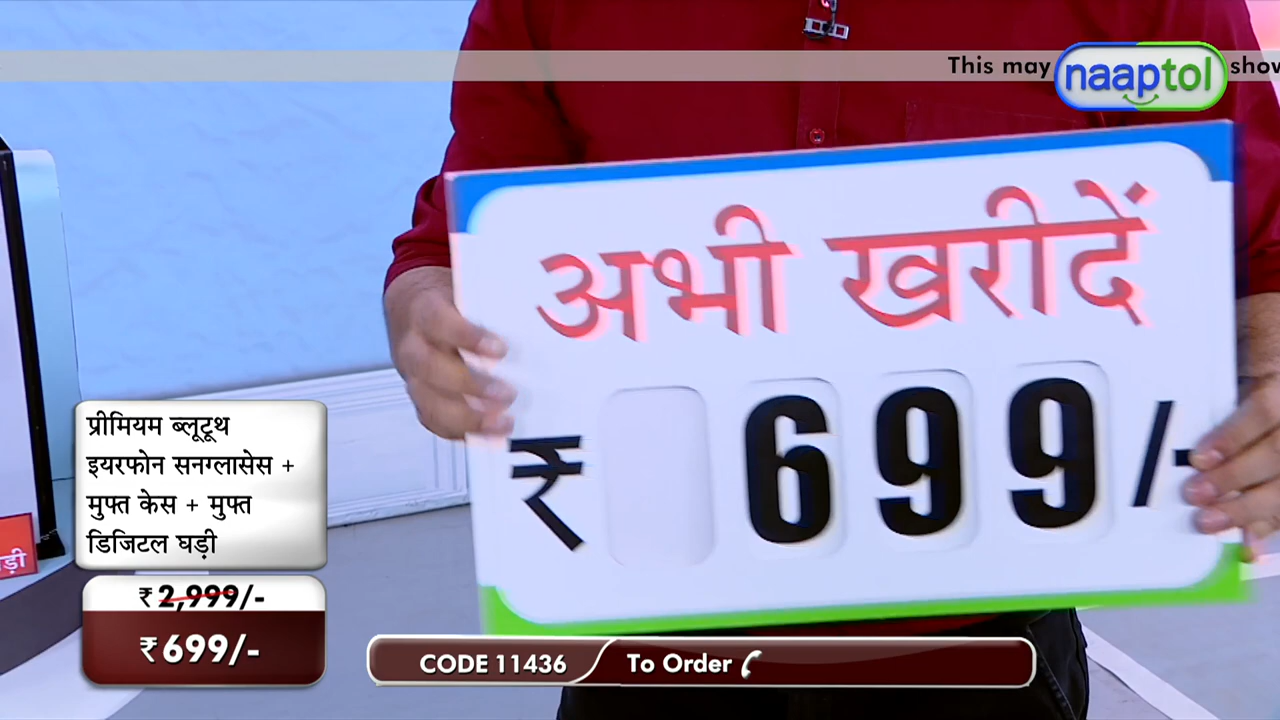 This may
naaptol
show
अभी खरीदें
₹ 699/-
प्रीमियम ब्लूटूथ
इयरफोन सनग्लासेस +
मुफ्त केस + मुफ्त
डिजिटल घड़ी
₹2,999/-
₹699/-
CODE 11436 To Order